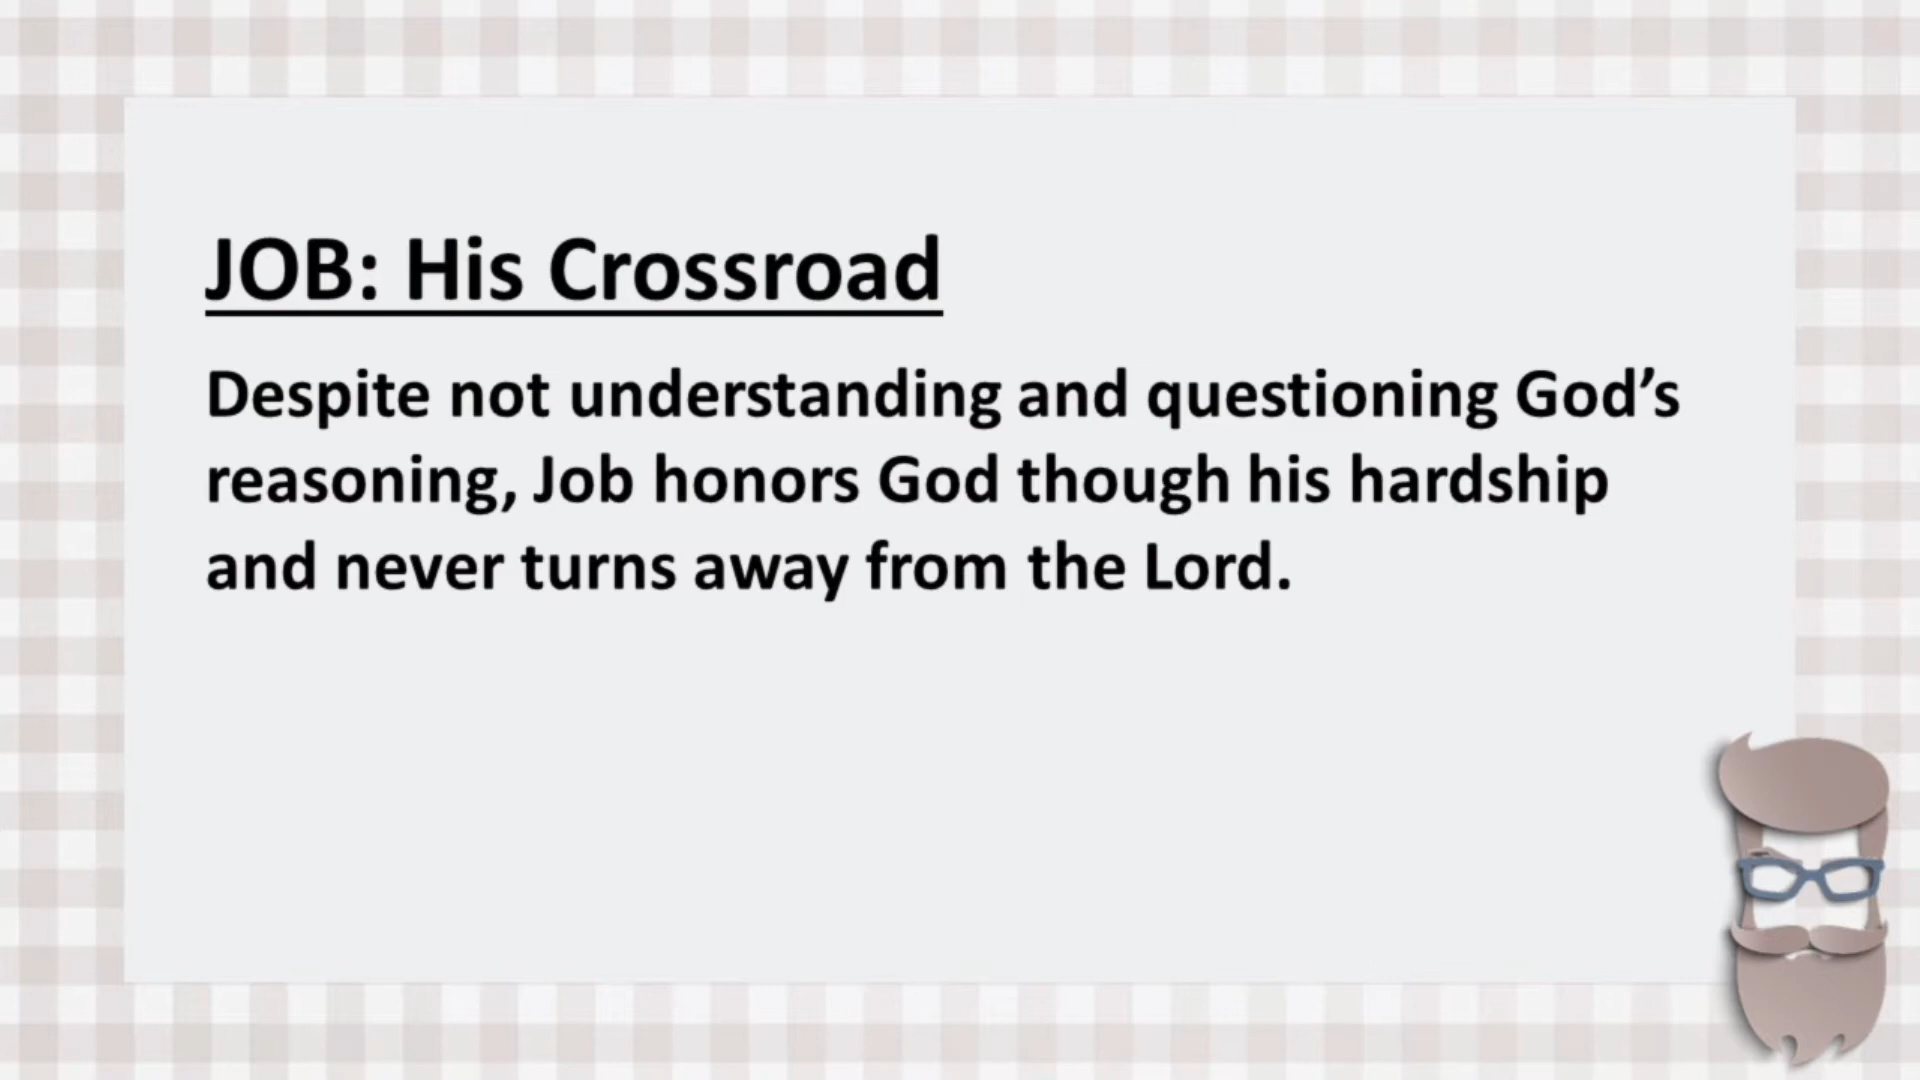 JOB: His Crossroad
Despite not understanding and questioning God’s
reasoning, Job honors God though his hardship
and never turns away from the Lord.